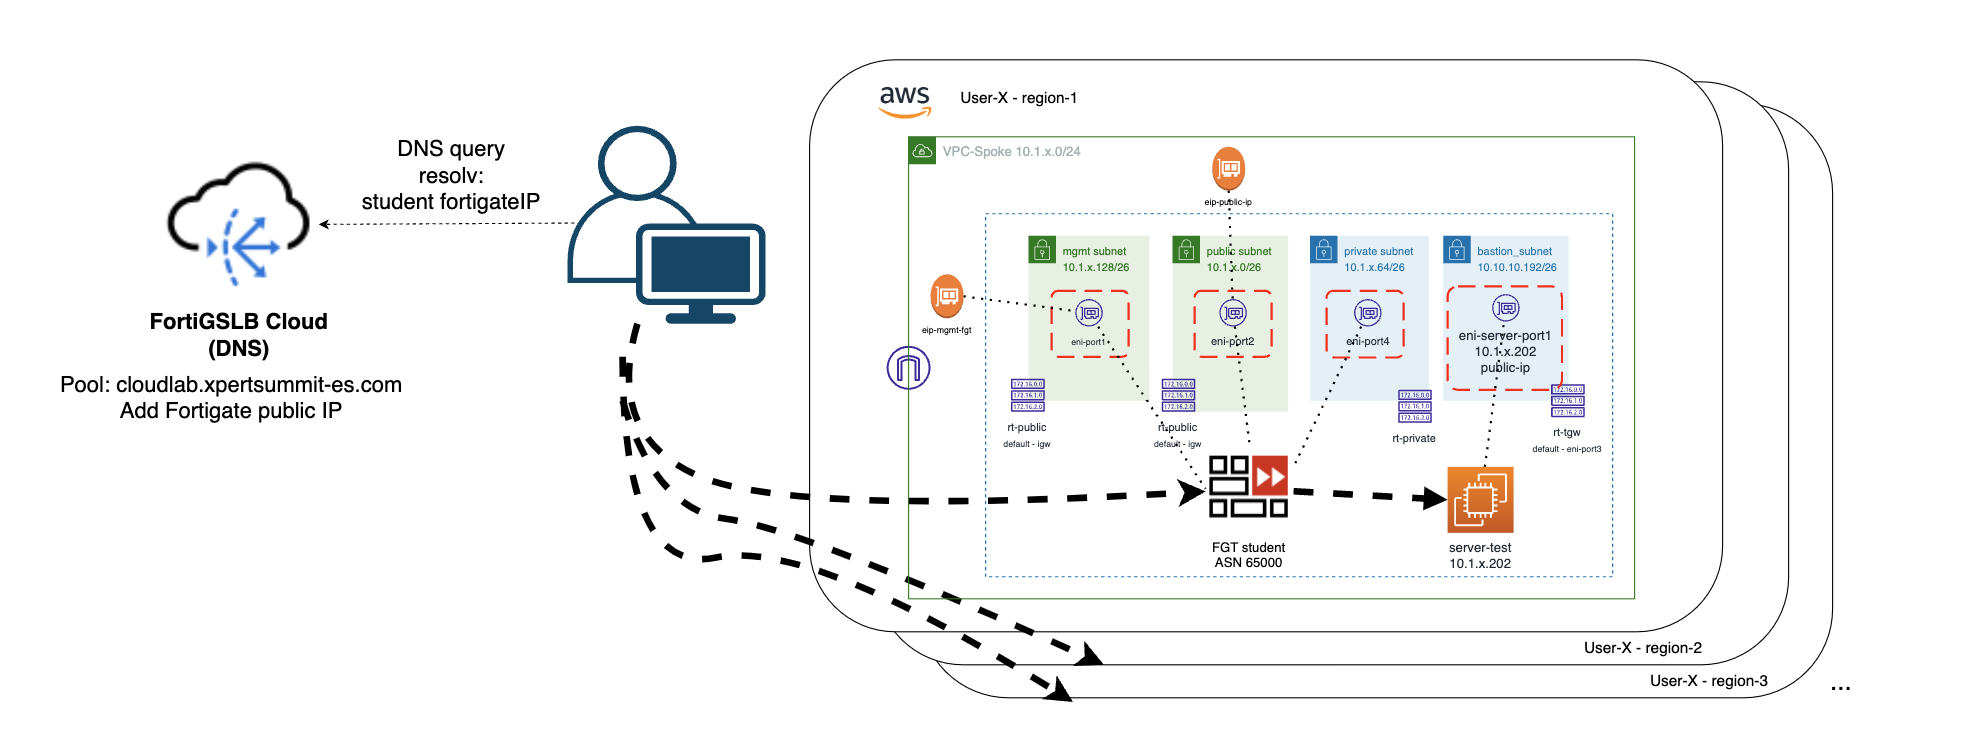 DNS query
resolv:
student fortigateIP
FortiGSLB Cloud
(DNS)
Pool: cloudlab.xpertsummit-es.com
Add Fortigate public IP
aws
User-X - region-1
VPC-Spoke 10.1.x.0/24
eip-public-ip
eip-mgmt-fgt
mgmt subnet
10.1.x.128/26
eni-port1
public subnet
10.1.x.0/26
eni-port2
private subnet
10.1.x.64/26
eni-port4
bastion_subnet
10.10.10.192/26
eni-server-port1
10.1.x.202
public-ip
172.16.0.0
172.16.1.0
172.16.2.0
rt-public
default - igw
172.16.0.0
172.16.1.0
172.16.2.0
rt-public
default - igw
172.16.0.0
172.16.1.0
172.16.2.0
rt-private
172.16.0.0
172.16.1.0
172.16.2.0
rt-tgw
default - eni-port3
FGT student
ASN 65000
server-test
10.1.x.202
User-X - region-2
User-X - region-3
...